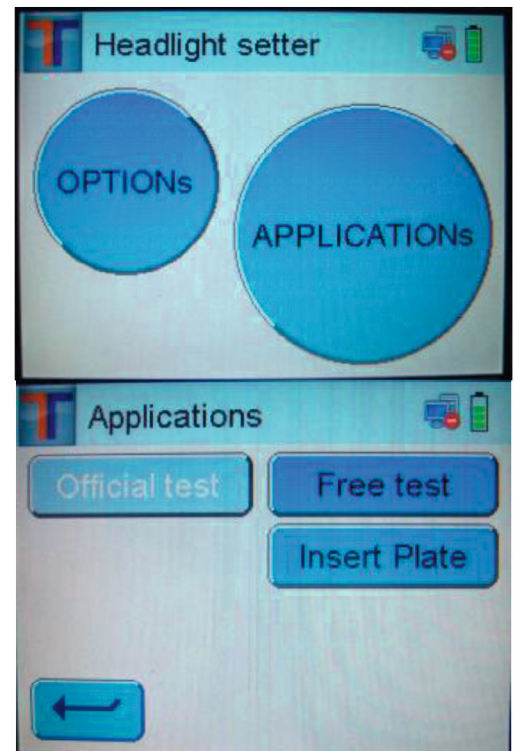 Headlight setter
OPTIONs
APPLICATIONs
Applications
Official test
Free test
Insert Plate